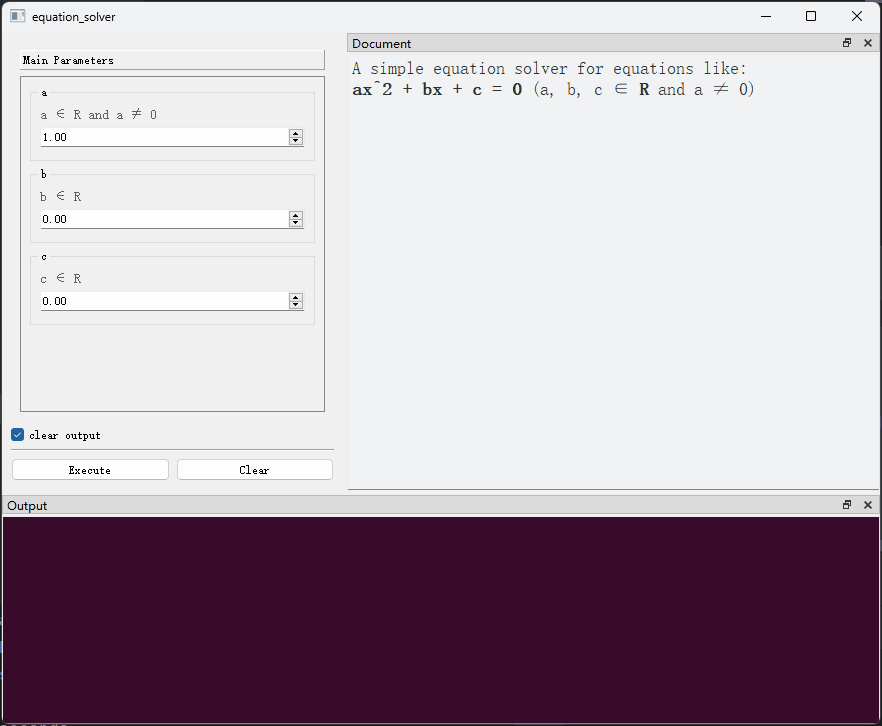 equation_solver
Main Parameters
a
a ∈ R and a ≠ 0
1.00
b
b ∈ R
0.00
c
c ∈ R
0.00
clear output
Execute
Clear
Document
A simple equation solver for equations like:
ax^2 + bx + c = 0 (a, b, c ∈ R and a ≠ 0)
Output